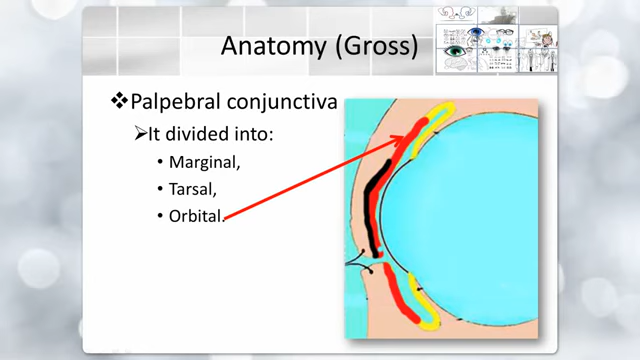 Anatomy (Gross)
❖Palpebral conjunctiva
➢It divided into:
• Marginal,
• Tarsal,
• Orbital.